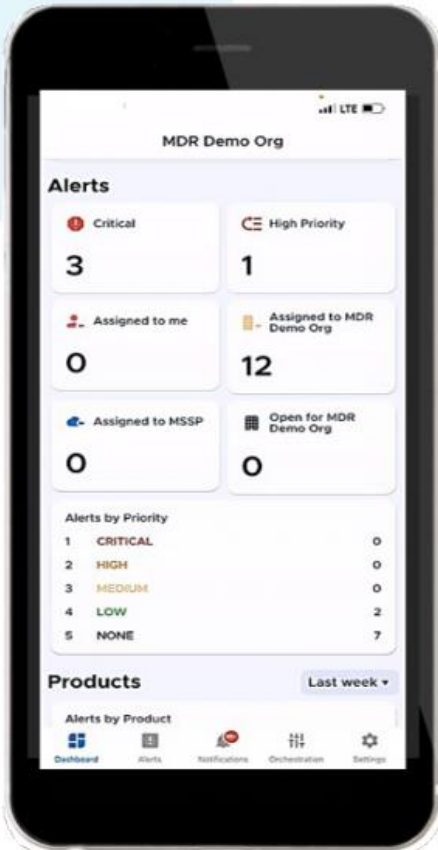 LTE
MDR Demo Org
Alerts
Critical
3
High Priority
1
Assigned to me
0
Assigned to MDR
Demo Org
12
Assigned to MSSP
0
Open for MDR
Demo Org
0
Alerts by Priority
1 CRITICAL 0
2 HIGH 0
3 MEDIUM 0
4 LOW 2
5 NONE 7
Products
Last week
Alerts by Product
Dashboard
Alerts
Notifications
Orchestration
Settings